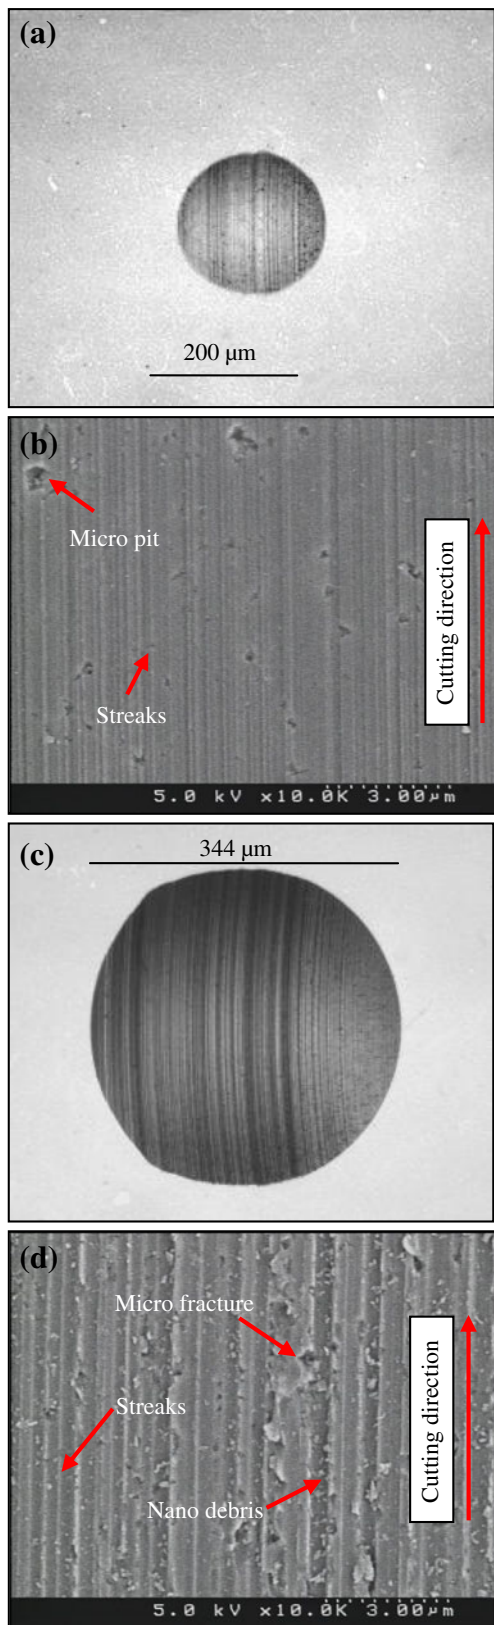 (a)
200 μm
(b)
Micro pit
Streaks
Cutting direction
5.0 kV x10.0K 3.00μm
(c)
344 μm
(d)
Micro fracture
Streaks
Nano debris
Cutting direction
5.0 kV x10.0K 3.00μm